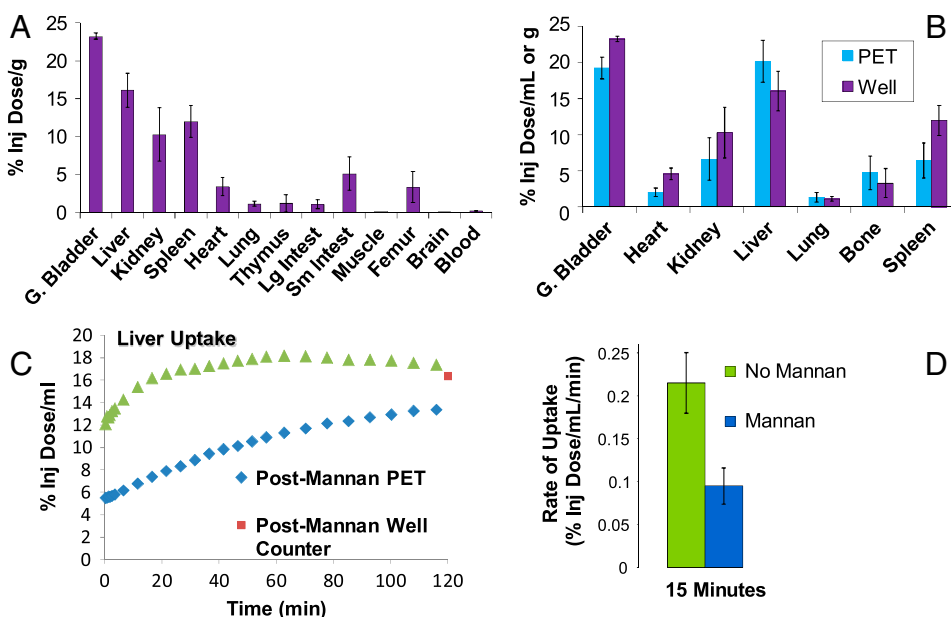 A
% Inj Dose/g
25
20
15
10
5
0
G. Bladder
Liver
Kidney
Spleen
Heart
Lung
Thymus
Lg Intest
Sm Intest
Muscle
Femur
Brain
Blood
B
% Inj Dose/mL or g
25
20
15
10
5
0
PET
Well
G. Bladder
Heart
Kidney
Liver
Lung
Bone
Spleen
C
Liver Uptake
% Inj Dose/ml
20
18
16
14
12
10
8
6
4
2
0
Post-Mannan PET
Post-Mannan Well
Counter
0
20
40
60
80
100
120
Time (min)
D
Rate of Uptake
(% Inj Dose/mL/min)
0.2
0.15
0.1
0.05
0
No Mannan
Mannan
15 Minutes